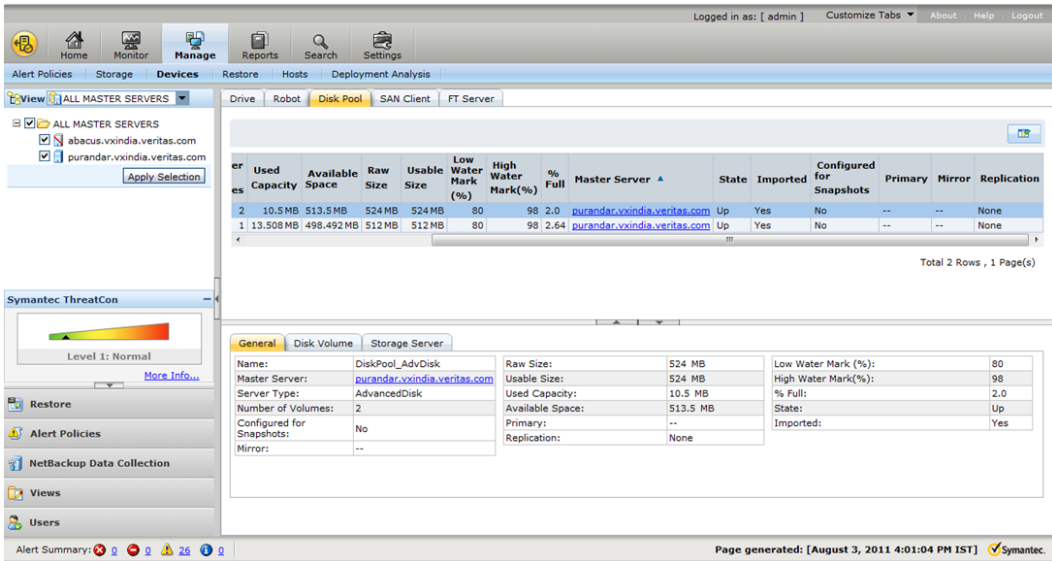 Logged in as: [ admin ] Customize Tabs About Help Logout
Home Monitor Manage Reports Search Settings
Alert Policies Storage Devices Restore Hosts Deployment Analysis
View ALL MASTER SERVERS
ALL MASTER SERVERS
abacus.vxindia.veritas.com
purandar.vxindia.veritas.com
Apply Selection
Drive Robot Disk Pool SAN Client FT Server
er es Used Capacity Available Space Raw Size Usable Size Low Water Mark (%) High Water Mark(%) % Full Master Server State Imported Configured for Snapshots Primary Mirror Replication
2 10.5 MB 513.5 MB 524 MB 524 MB 80 98 2.0 purandar.vxindia.veritas.com Up Yes No -- -- None
1 13.508 MB 498.492 MB 512 MB 512 MB 80 98 2.64 purandar.vxindia.veritas.com Up Yes No -- -- None
Total 2 Rows , 1 Page(s)
Symantec ThreatCon
Level 1: Normal
More Info...
Restore
Alert Policies
NetBackup Data Collection
Views
Users
General Disk Volume Storage Server
Name: DiskPool_AdvDisk
Master Server: purandar.vxindia.veritas.com
Server Type: AdvancedDisk
Number of Volumes: 2
Configured for Snapshots: No
Mirror: --
Raw Size: 524 MB
Usable Size: 524 MB
Used Capacity: 10.5 MB
Available Space: 513.5 MB
Primary: --
Replication: None
Low Water Mark (%): 80
High Water Mark(%): 98
% Full: 2.0
State: Up
Imported: Yes
Alert Summary: 0 0 26 0
Page generated: [August 3, 2011 4:01:04 PM IST] Symantec.